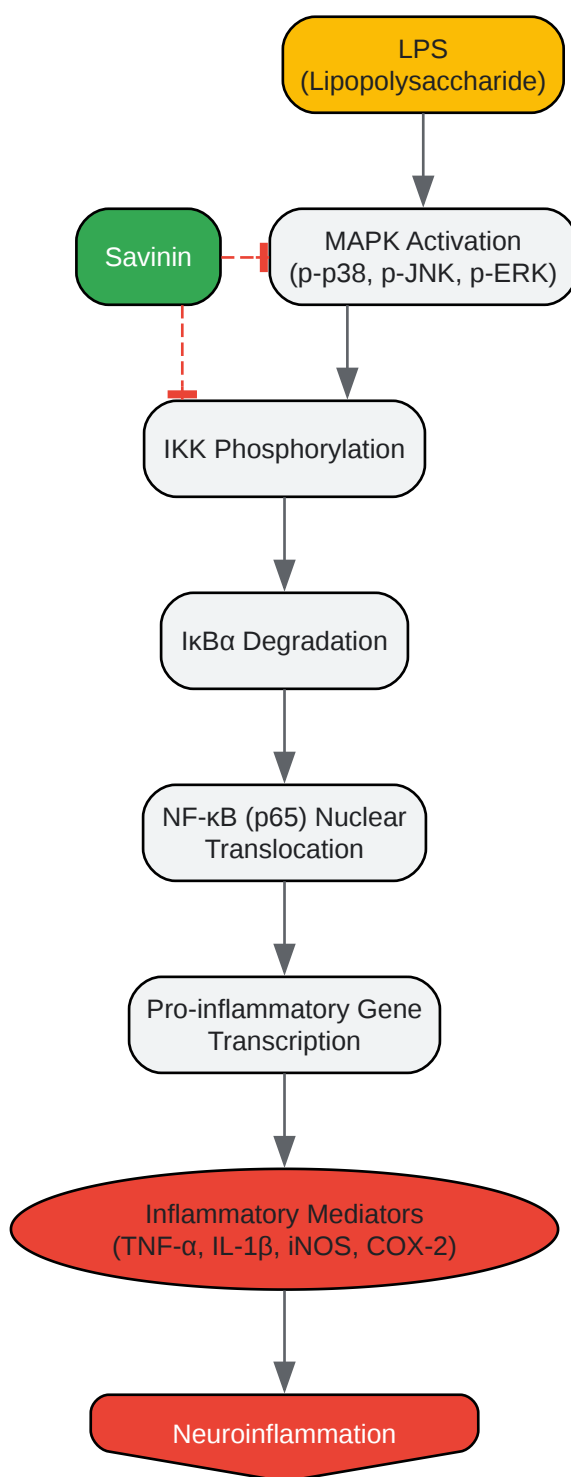 LPS
(Lipopolysaccharide)
Savinin
MAPK Activation
(p-p38, p-JNK, p-ERK)
IKK Phosphorylation
IκBα Degradation
NF-κB (p65) Nuclear
Translocation
Pro-inflammatory Gene
Transcription
Inflammatory Mediators
(TNF-α, IL-1β, iNOS, COX-2)
Neuroinflammation